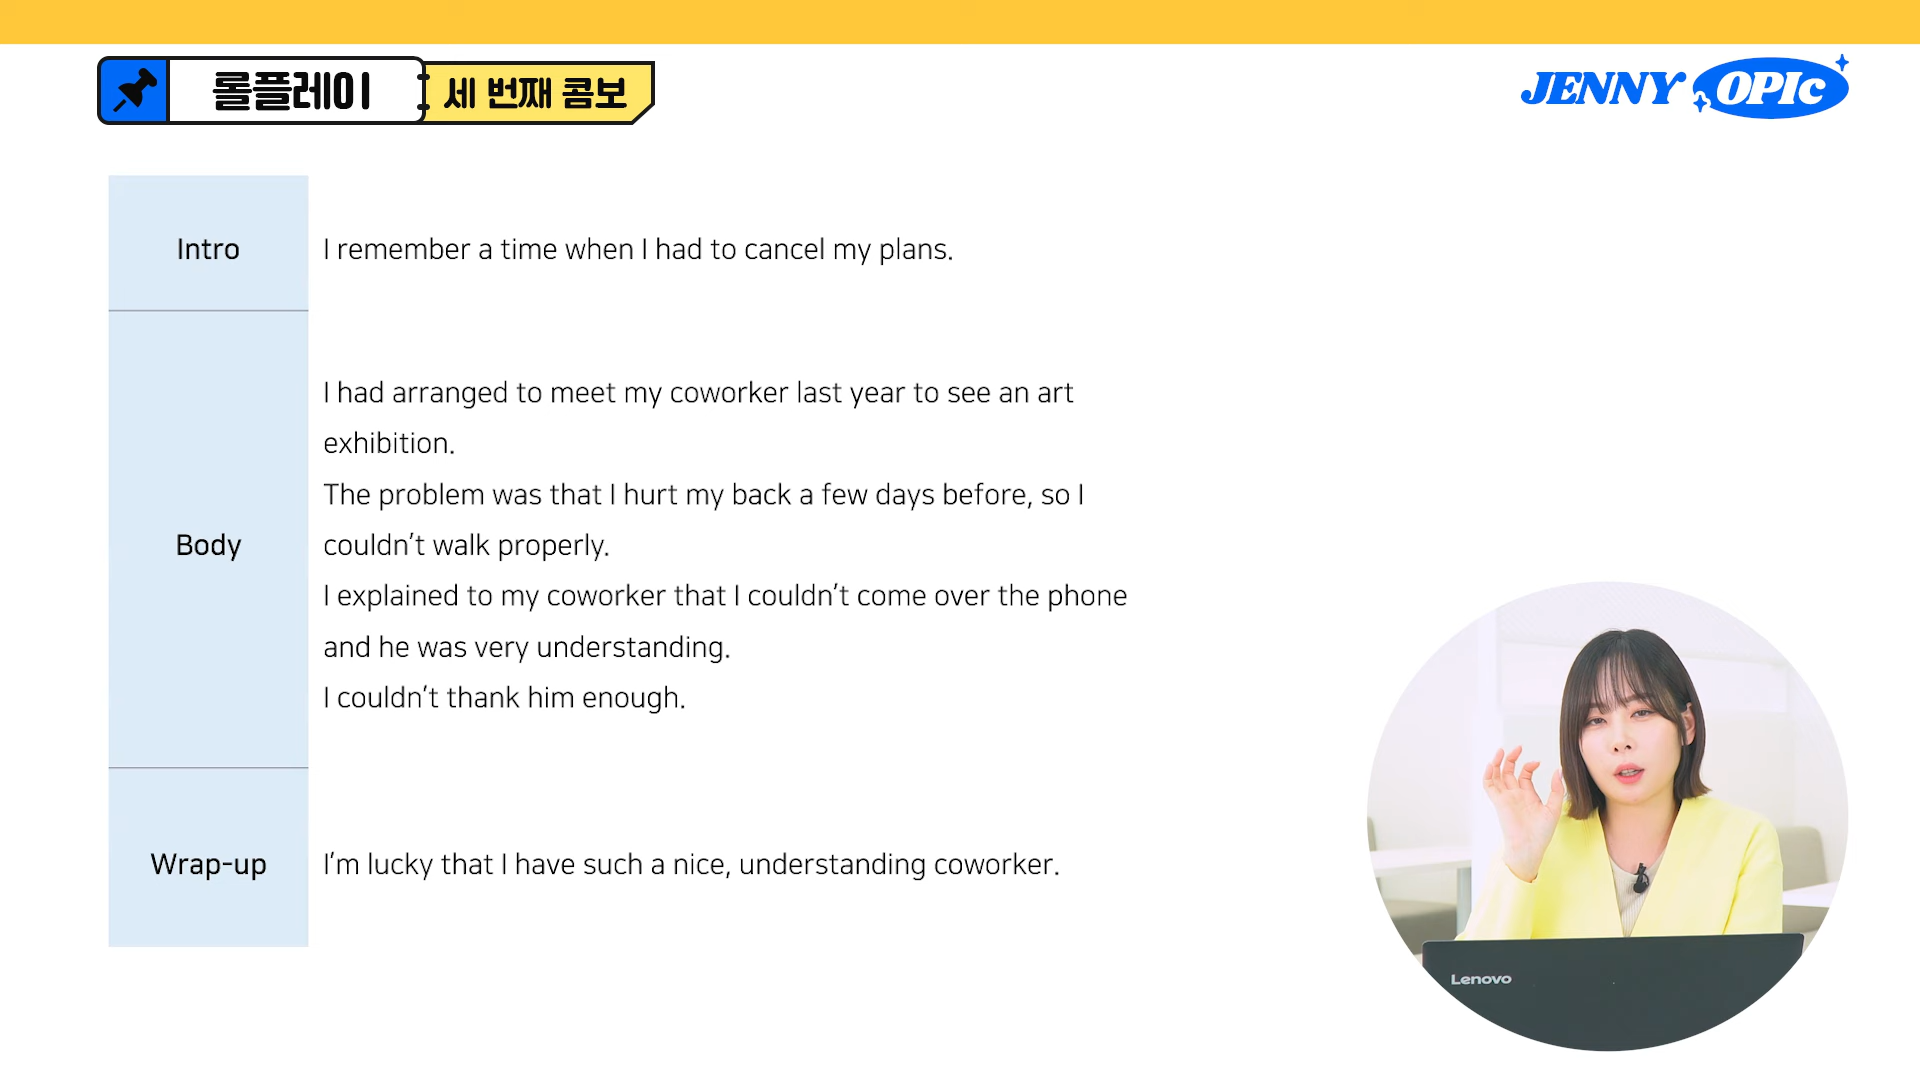 롤플레이 세 번째 콤보
JENNY OPIc
Intro
I remember a time when I had to cancel my plans.
Body
I had arranged to meet my coworker last year to see an art
exhibition.
The problem was that I hurt my back a few days before, so I
couldn't walk properly.
I explained to my coworker that I couldn't come over the phone
and he was very understanding.
I couldn't thank him enough.
Wrap-up
I'm lucky that I have such a nice, understanding coworker.
Lenovo